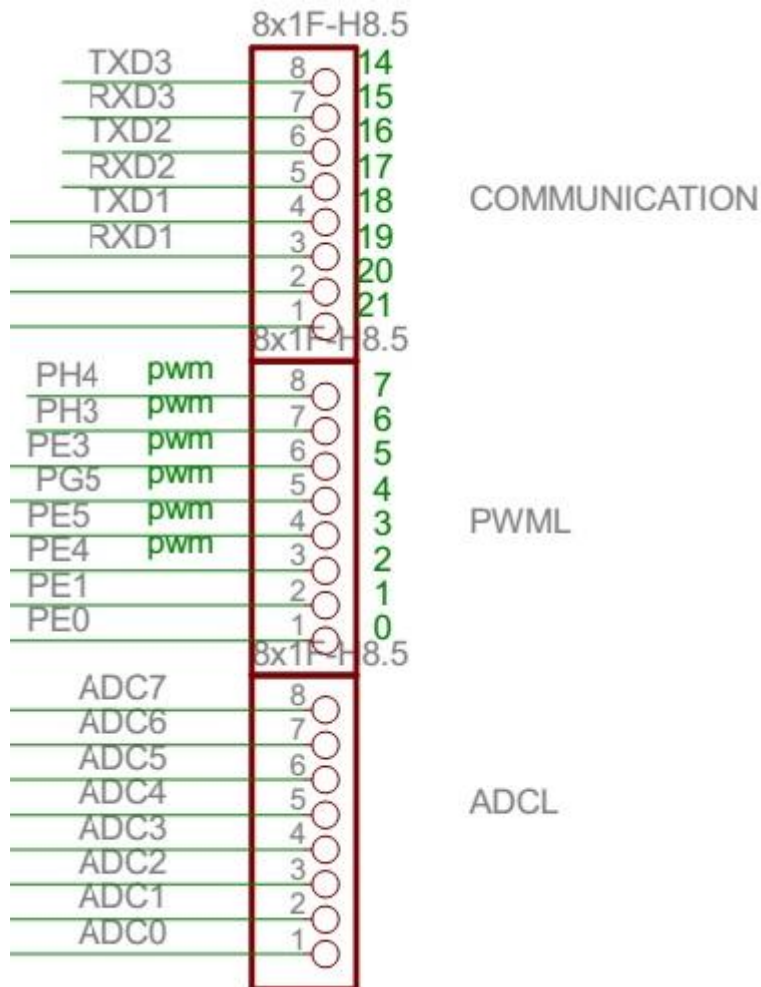 8x1F-H8.5
TXD3 8 14
RXD3 7 15
TXD2 6 16
RXD2 5 17
TXD1 4 18
RXD1 3 19
2 20
1 21
COMMUNICATION
8x1F-H8.5
PH4 pwm 8 7
PH3 pwm 7 6
PE3 pwm 6 5
PG5 pwm 5 4
PE5 pwm 4 3
PE4 pwm 3 2
PE1 2 1
PE0 1 0
PWML
8x1F-H8.5
ADC7 8
ADC6 7
ADC5 6
ADC4 5
ADC3 4
ADC2 3
ADC1 2
ADC0 1
ADCL